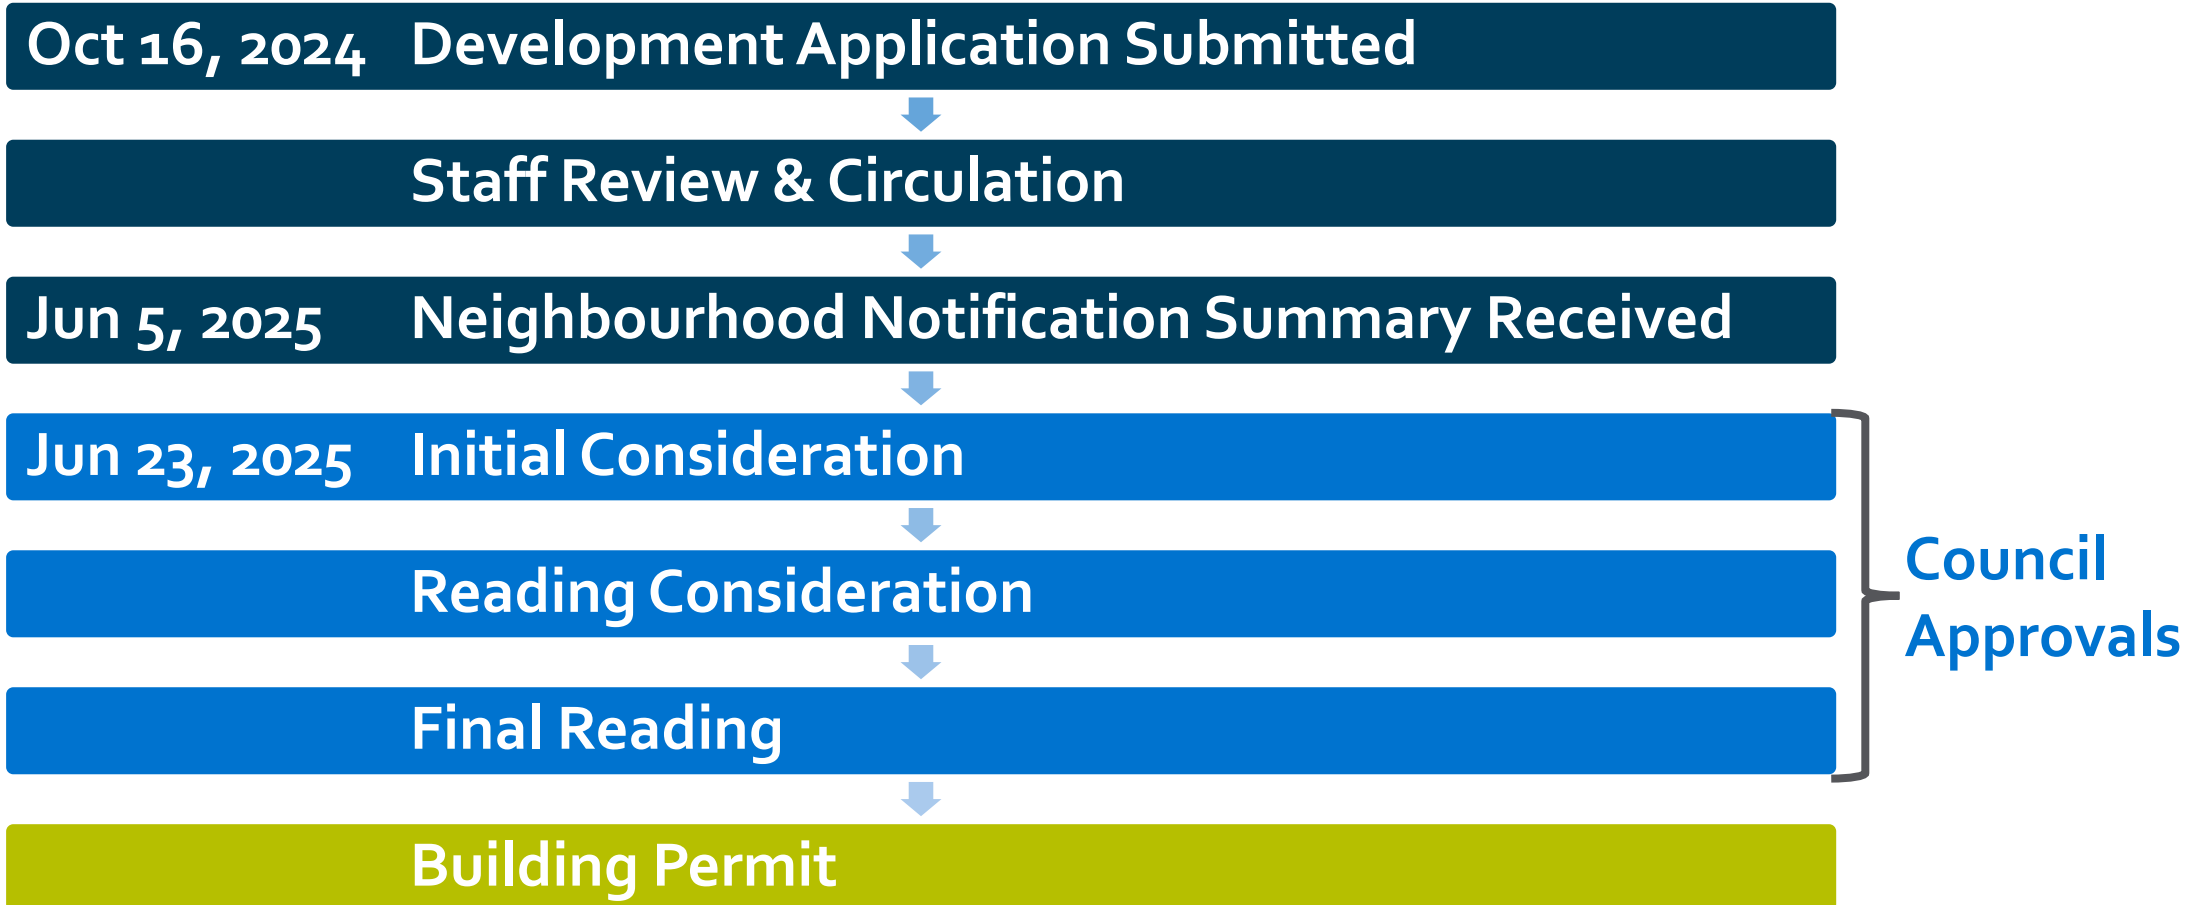 Oct 16, 2024 Development Application Submitted
Staff Review & Circulation
Jun 5, 2025 Neighbourhood Notification Summary Received
Jun 23, 2025 Initial Consideration
Reading Consideration
Final Reading
Building Permit
Council
Approvals